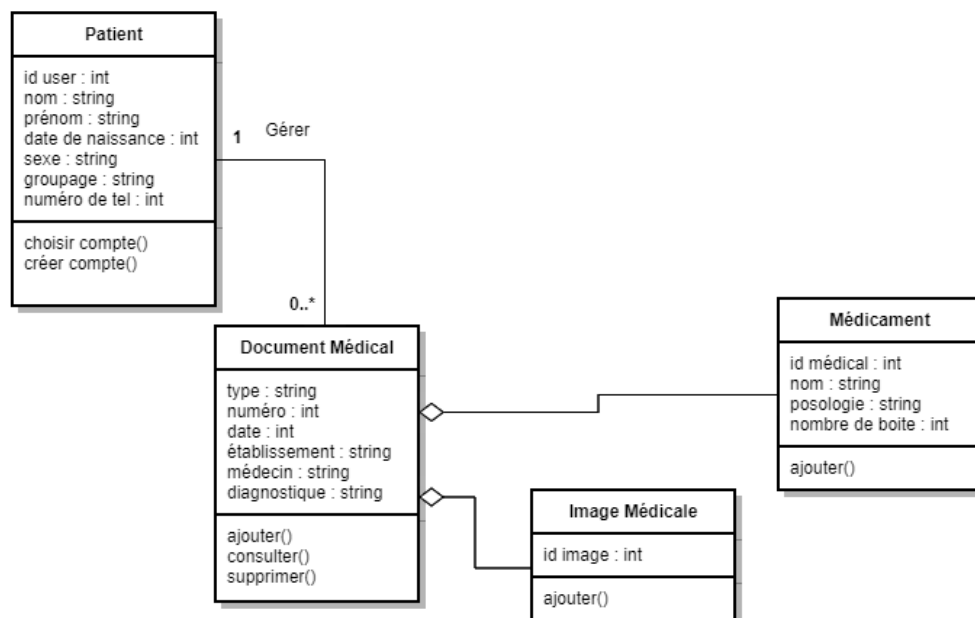 Patient
id user : int
nom : string
prénom : string
date de naissance : int
sexe : string
groupage : string
numéro de tel : int
choisir compte()
créer compte()
1
Gérer
0..*
Document Médical
type : string
numéro : int
date : int
établissement : string
médecin : string
diagnostique : string
ajouter()
consulter()
supprimer()
Médicament
id médical : int
nom : string
posologie : string
nombre de boite : int
ajouter()
Image Médicale
id image : int
ajouter()